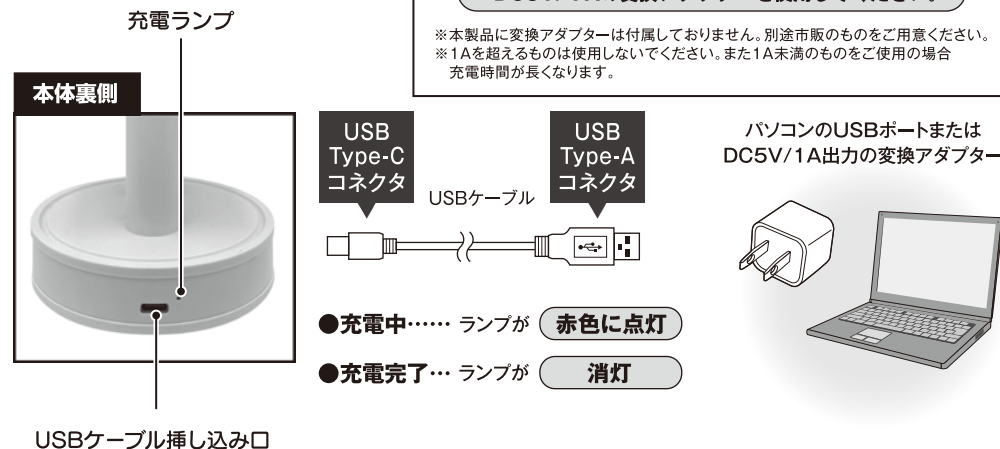 充電ランプ
※本製品に変換アダプターは付属しておりません。別途市販のものをご用意ください。
※1Aを超えるものは使用しないでください。また1A未満のものをご使用の場合
充電時間が長くなります。
本体裏側
USB
Type-C
コネクタ
USBケーブル
USB
Type-A
コネクタ
パソコンのUSBポートまたは
DC5V/1A出力の変換アダプター
●充電中…… ランプが 赤色に点灯
●充電完了… ランプが 消灯
USBケーブル挿し込み口